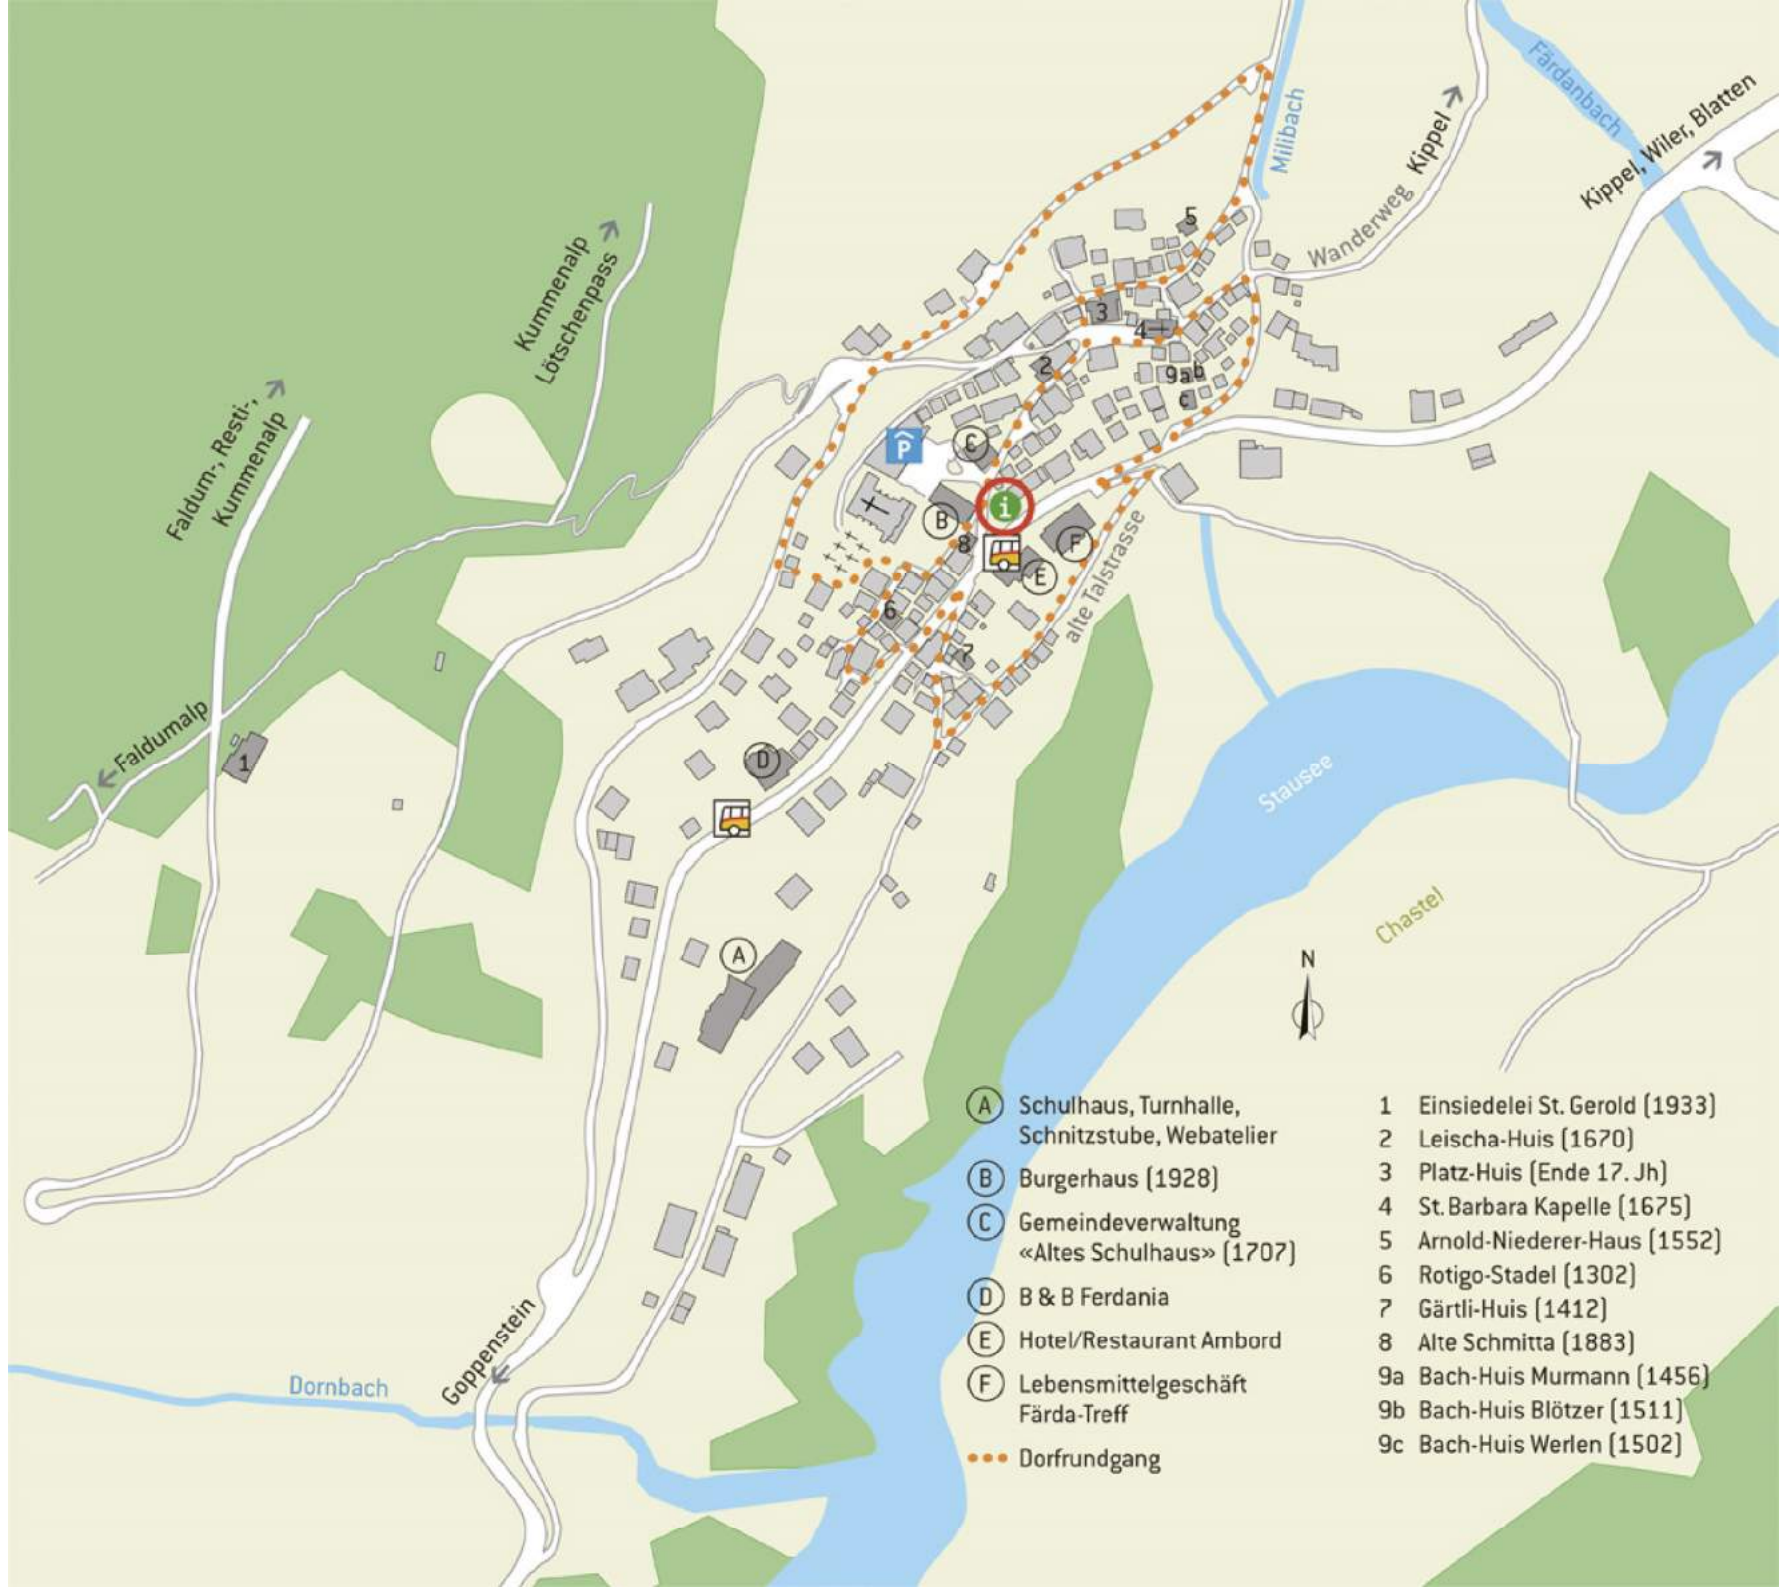 Färdanbach
Millibach
Kippel
Kippel, Wiler, Blatten
Wanderweg
Kummenalp
Lötschenpass
Faldum-, Resti-,
Kummenalp
5
3
4
2
9a
b
c
P
C
i
B
8
F
E
alte Talstrasse
6
7
Faldumalp
1
D
Stausee
A
Chastel
N
Goppenstein
Dornbach
A Schulhaus, Turnhalle,
Schnitzstube, Webatelier
B Burgerhaus (1928)
C Gemeindeverwaltung
«Altes Schulhaus» (1707)
D B & B Ferdania
E Hotel/Restaurant Ambord
F Lebensmittelgeschäft
Färda-Treff
Dorfrundgang
1 Einsiedelei St. Gerold (1933)
2 Leischa-Huis (1670)
3 Platz-Huis (Ende 17. Jh)
4 St. Barbara Kapelle (1675)
5 Arnold-Niederer-Haus (1552)
6 Rotigo-Stadel (1302)
7 Gärtli-Huis (1412)
8 Alte Schmitta (1883)
9a Bach-Huis Murmann (1456)
9b Bach-Huis Blötzer (1511)
9c Bach-Huis Werlen (1502)